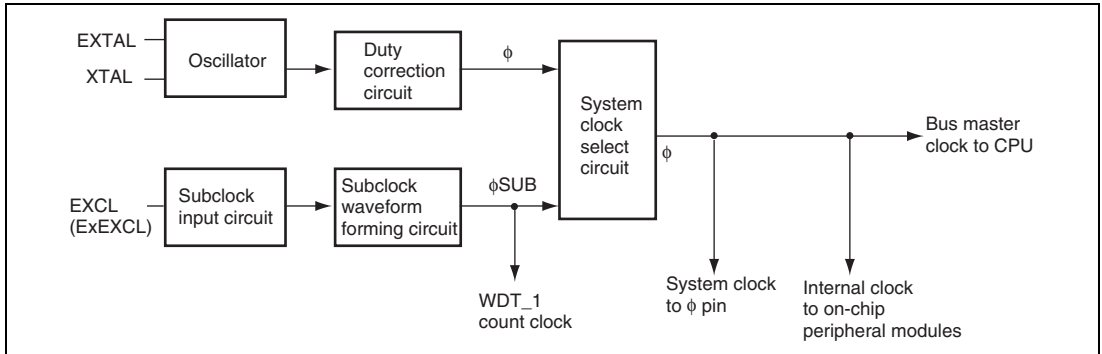 EXTAL
XTAL
Oscillator
Duty
correction
circuit
ϕ
System
clock
select
circuit
ϕ
Bus master
clock to CPU
EXCL
(ExEXCL)
Subclock
input circuit
Subclock
waveform
forming circuit
ϕSUB
WDT_1
count clock
System clock
to ϕ pin
Internal clock
to on-chip
peripheral modules